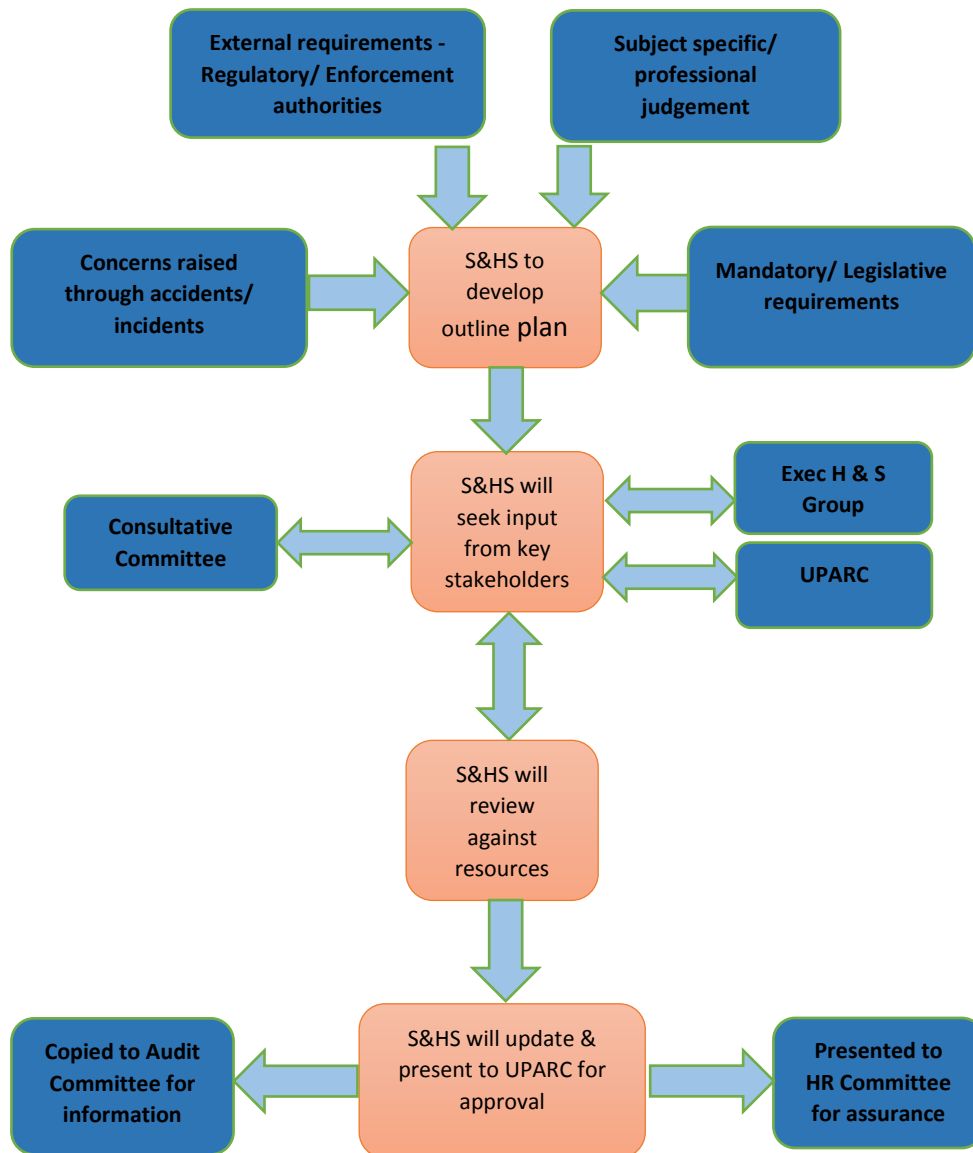 External requirements -
Regulatory/ Enforcement
authorities
Subject specific/
professional
judgement
Concerns raised
through accidents/
incidents
S&HS to
develop
outline plan
Mandatory/ Legislative
requirements
Consultative
Committee
S&HS will
seek input
from key
stakeholders
Exec H & S
Group
UPARC
S&HS will
review
against
resources
Copied to Audit
Committee for
information
S&HS will update &
present to UPARC for
approval
Presented to
HR Committee
for assurance